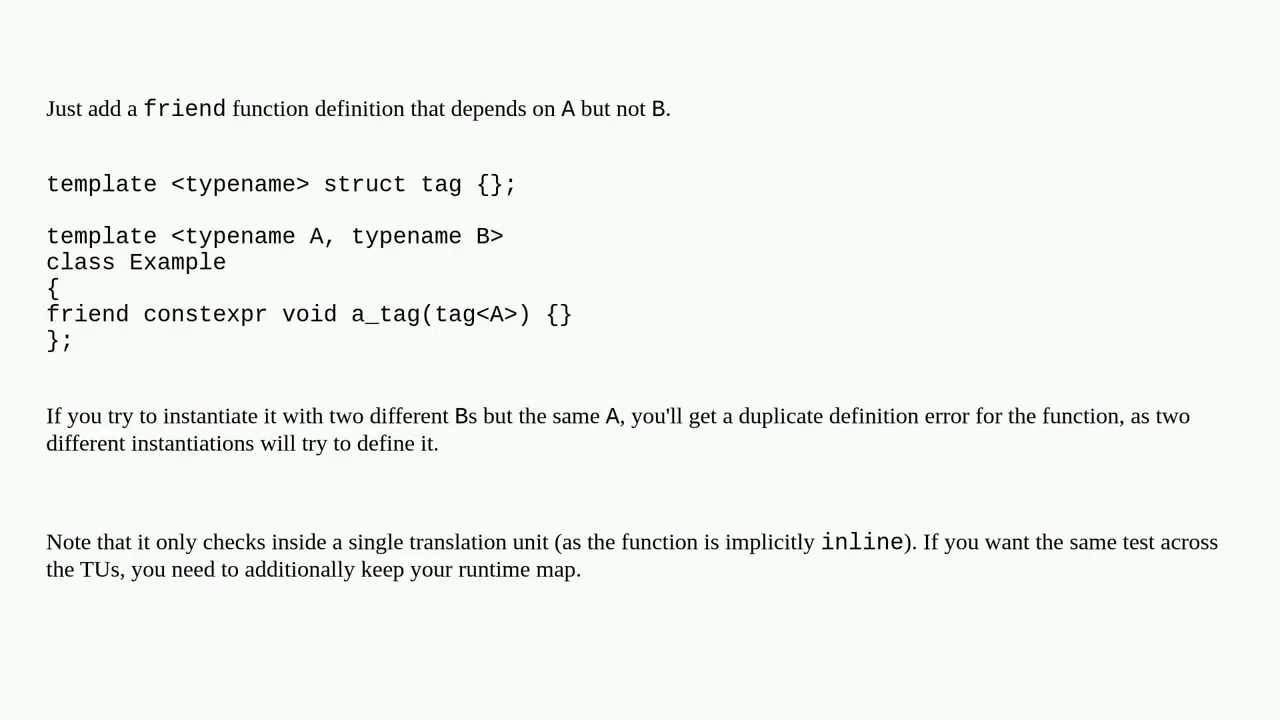 Just add a friend function definition that depends on A but not B.
template <typename> struct tag {};
template <typename A, typename B>
class Example
{
friend constexpr void a_tag(tag<A>) {}
};
If you try to instantiate it with two different Bs but the same A, you'll get a duplicate definition error for the function, as two
different instantiations will try to define it.
Note that it only checks inside a single translation unit (as the function is implicitly inline). If you want the same test across
the TUs, you need to additionally keep your runtime map.